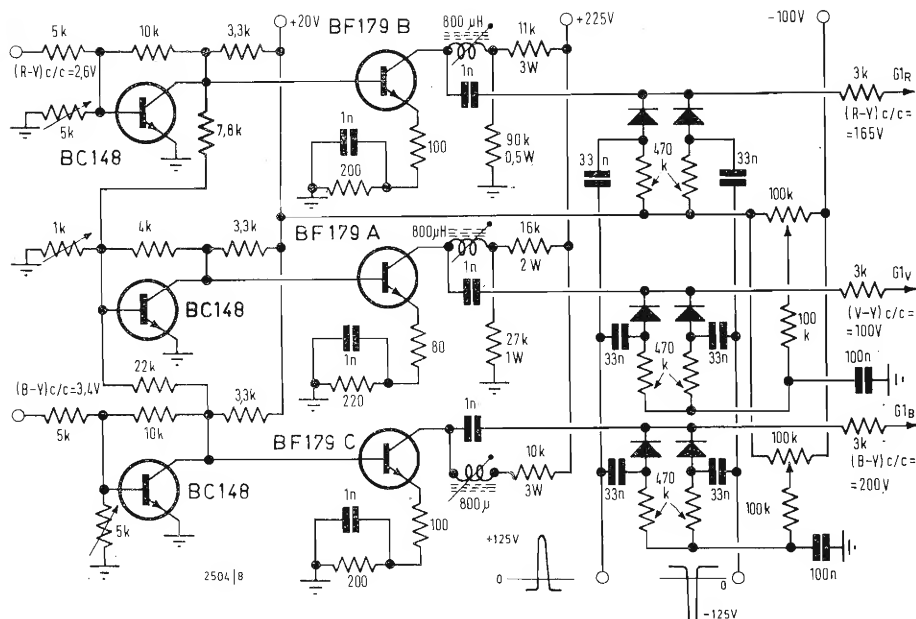 5k
10k
3,3k
+20V
BF179 B
800 µH
11k
3W
+225V
-100V
(R-Y)c/c=2,6V
5k
BC148
7,8k
1n
200
100
1n
90k
0,5W
33n
470
k
33n
3k
G1R
(R-Y)c/c=
=165V
100k
1k
4k
3,3k
BF179 A
800µH
16k
2W
BC148
1n
220
80
1n
27k
1W
33n
470
k
33n
100
k
3k
G1V
(V-Y)c/c=
=100V
100n
22k
(B-Y)c/c=3,4V
5k
10k
3,3k
BF179 C
BC148
5k
1n
200
100
1n
800µ
10k
3W
33n
470
k
33n
100k
100k
3k
G1B
(B-Y)c/c=
=200V
100n
+125V
0
0
-125V
2504|8